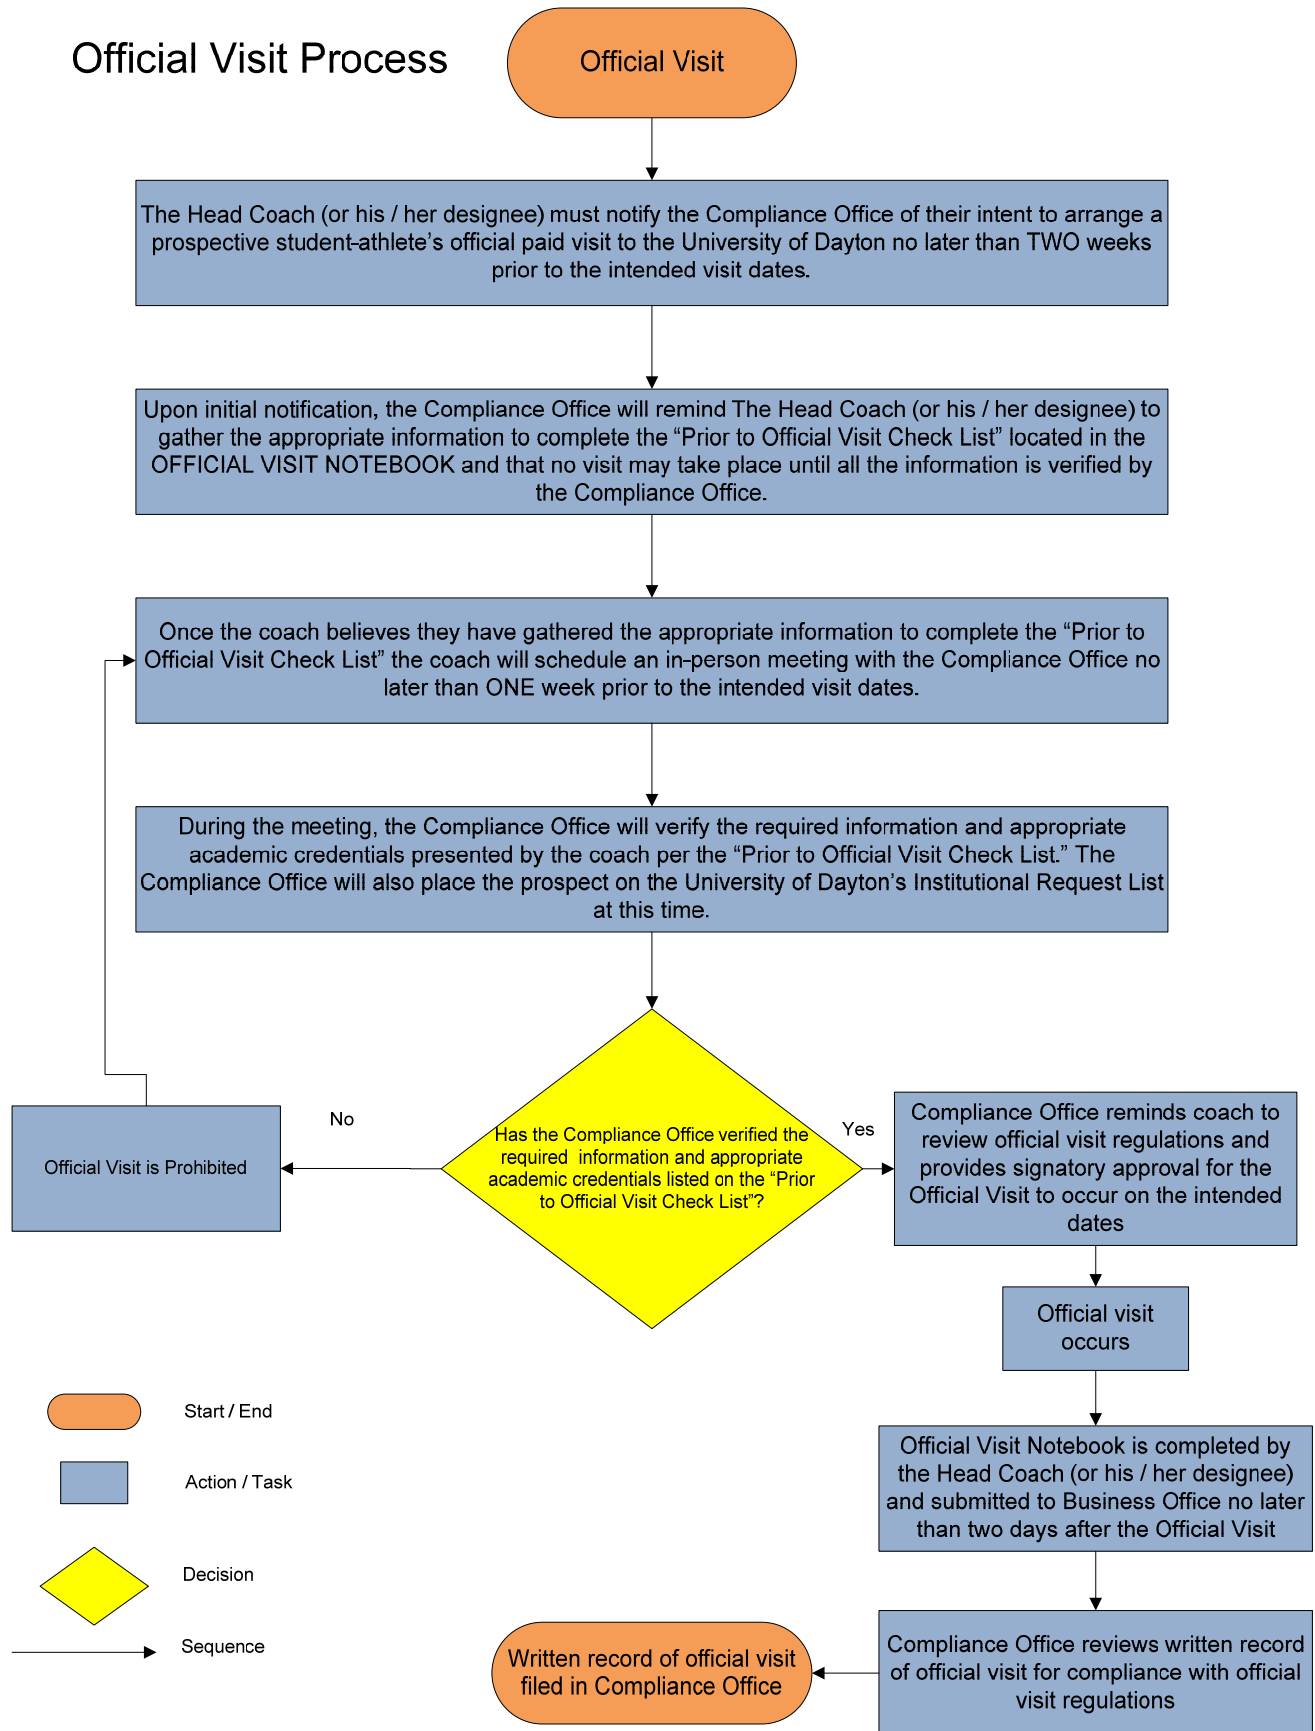 Official Visit Process
Official Visit
The Head Coach (or his / her designee) must notify the Compliance Office of their intent to arrange a
prospective student-athlete's official paid visit to the University of Dayton no later than TWO weeks
prior to the intended visit dates.
Upon initial notification, the Compliance Office will remind The Head Coach (or his / her designee) to
gather the appropriate information to complete the “Prior to Official Visit Check List” located in the
OFFICIAL VISIT NOTEBOOK and that no visit may take place until all the information is verified by
the Compliance Office.
Once the coach believes they have gathered the appropriate information to complete the “Prior to
Official Visit Check List” the coach will schedule an in-person meeting with the Compliance Office no
later than ONE week prior to the intended visit dates.
During the meeting, the Compliance Office will verify the required information and appropriate
academic credentials presented by the coach per the “Prior to Official Visit Check List.” The
Compliance Office will also place the prospect on the University of Dayton's Institutional Request List
at this time.
No
Official Visit is Prohibited
Has the Compliance Office verified the
required information and appropriate
academic credentials listed on the “Prior
to Official Visit Check List”?
Yes
Compliance Office reminds coach to
review official visit regulations and
provides signatory approval for the
Official Visit to occur on the intended
dates
Official visit
occurs
Official Visit Notebook is completed by
the Head Coach (or his / her designee)
and submitted to Business Office no later
than two days after the Official Visit
Compliance Office reviews written record
of official visit for compliance with official
visit regulations
Written record of official visit
filed in Compliance Office
Start / End
Action / Task
Decision
Sequence